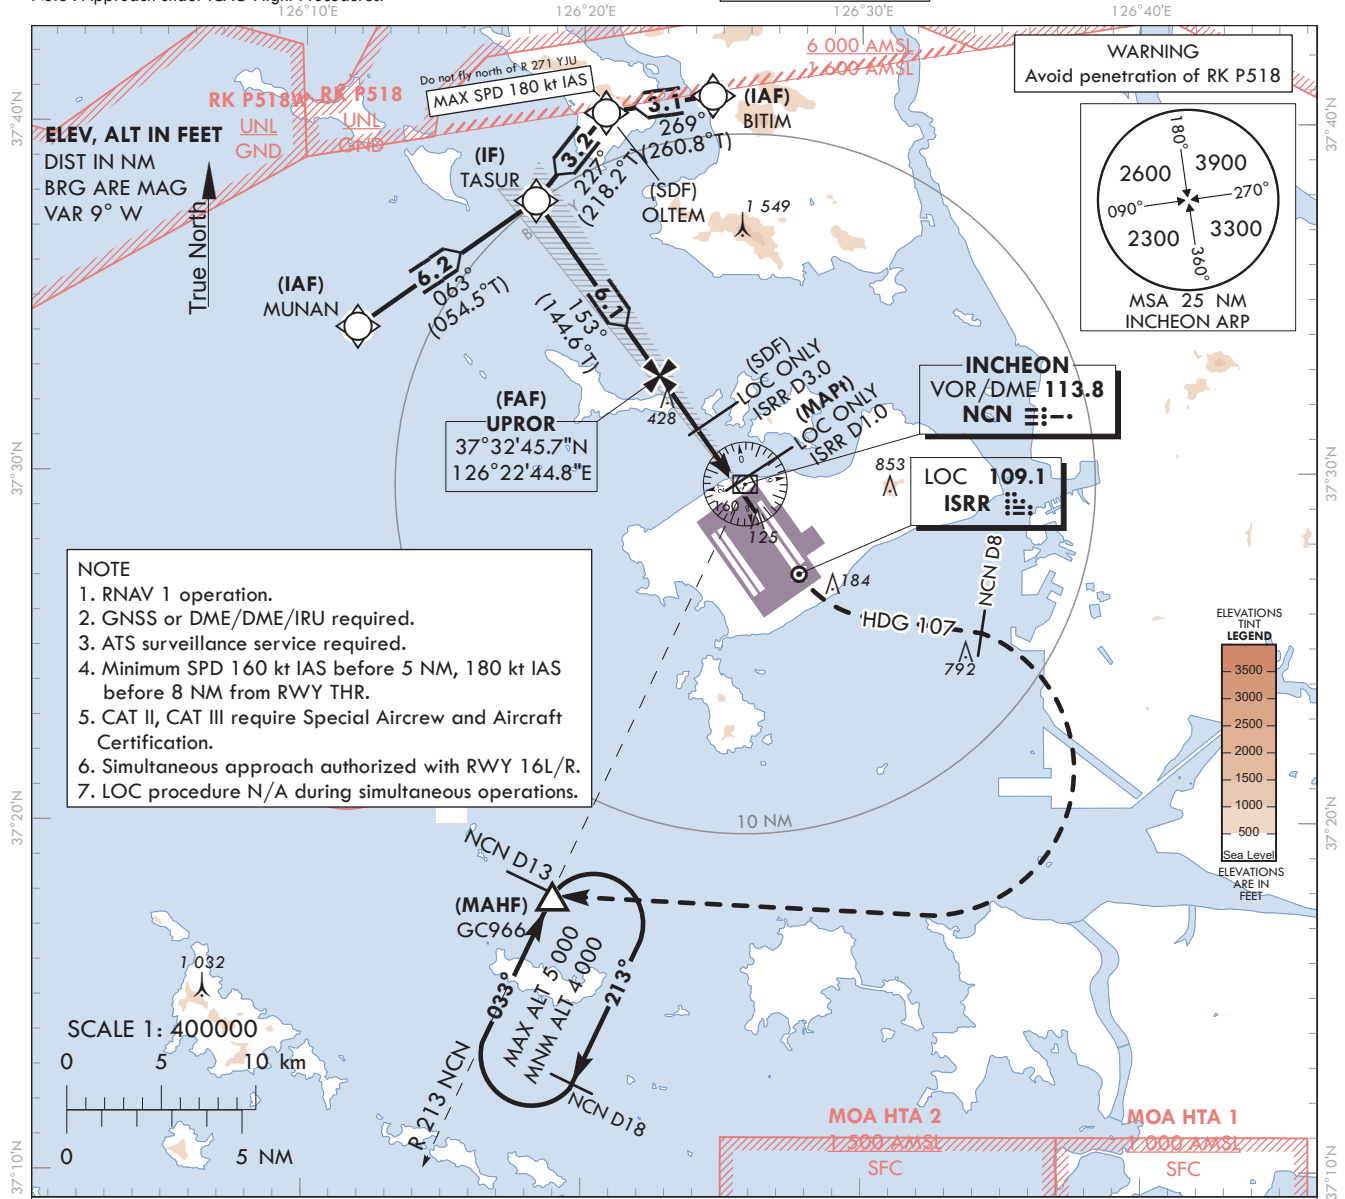 126°10'E
126°20'E
126°30'E
126°40'E
6 000 AMSL
1 600 AMSL
WARNING
Avoid penetration of RK P518
Do not fly north of R 271 YJU
MAX SPD 180 kt IAS
RK P518W
UNL
GND
RK P518
UNL
GND
37°40'N
37°40'N
ELEV, ALT IN FEET
DIST IN NM
BRG ARE MAG
VAR 9° W
True North
(IAF)
BITIM
3.1
269°
(260.8°T)
3.2
227°
(218.2°T)
(SDF)
OLTEM
(IF)
TASUR
1 549
180°
2600
3900
270°
090°
2300
3300
360°
MSA 25 NM
INCHEON ARP
(IAF)
MUNAN
6.2
063°
(054.5°T)
6.1
153°
(144.6°T)
(SDF)
LOC ONLY
ISRR D3.0
(MAPt)
LOC ONLY
ISRR D1.0
INCHEON
VOR/DME 113.8
NCN
(FAF)
UPROR
37°32'45.7"N
126°22'44.8"E
428
37°30'N
37°30'N
853
LOC 109.1
ISRR
125
184
NCN D8
HDG 107
792
NOTE
1. RNAV 1 operation.
2. GNSS or DME/DME/IRU required.
3. ATS surveillance service required.
4. Minimum SPD 160 kt IAS before 5 NM, 180 kt IAS
before 8 NM from RWY THR.
5. CAT II, CAT III require Special Aircrew and Aircraft
Certification.
6. Simultaneous approach authorized with RWY 16L/R.
7. LOC procedure N/A during simultaneous operations.
ELEVATIONS
TINT
LEGEND
3500
3000
2500
2000
1500
1000
500
Sea Level
ELEVATIONS
ARE IN
FEET
37°20'N
37°20'N
10 NM
NCN D13
(MAHF)
GC966
033°
MAX ALT 5 000
MNM ALT 4 000
213°
NCN D18
R 213 NCN
1 032
SCALE 1: 400000
0 5 10 km
0 5 NM
MOA HTA 2
1 500 AMSL
SFC
MOA HTA 1
1 000 AMSL
SFC
37°10'N
37°10'N